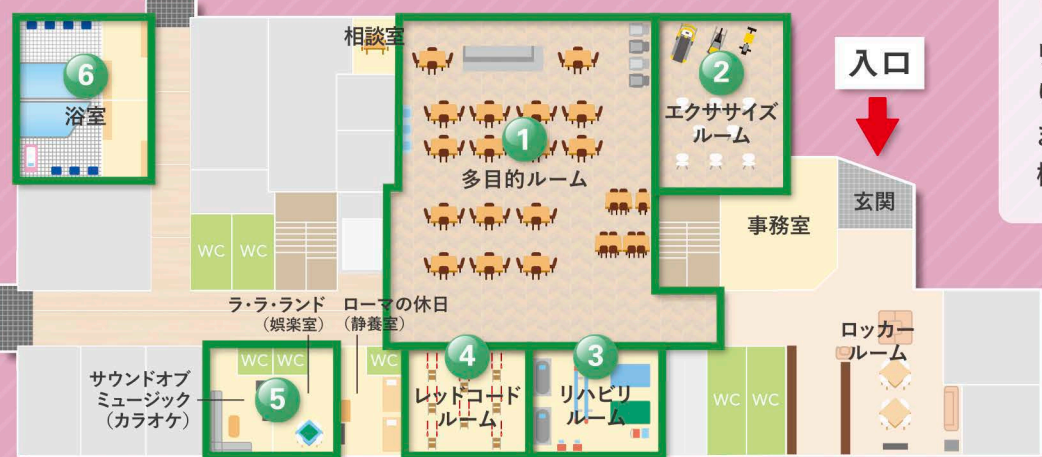 相談室
入口
6
浴室
2
エクササイズ
ルーム
1
多目的ルーム
玄関
事務室
WC WC
ラ・ラ・ランド
(娯楽室)
ローマの休日
(静養室)
ロッカー
ルーム
WC WC
WC
4
レッドコード
ルーム
3
リハビリ
ルーム
サウンドオブ
ミュージック
(カラオケ)
5
WC WC